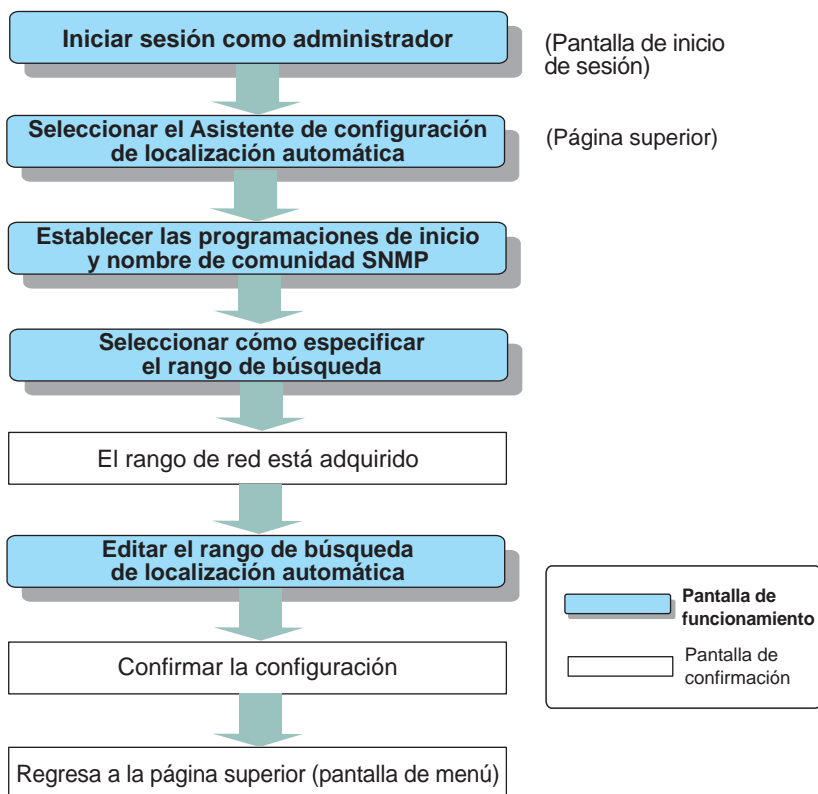 Iniciar sesión como administrador
(Pantalla de inicio
de sesión)
Seleccionar el Asistente de configuración
de localización automática
(Página superior)
Establecer las programaciones de inicio
y nombre de comunidad SNMP
Seleccionar cómo especificar
el rango de búsqueda
El rango de red está adquirido
Editar el rango de búsqueda
de localización automática
Confirmar la configuración
Regresa a la página superior (pantalla de menú)
Pantalla de
funcionamiento
Pantalla de
confirmación